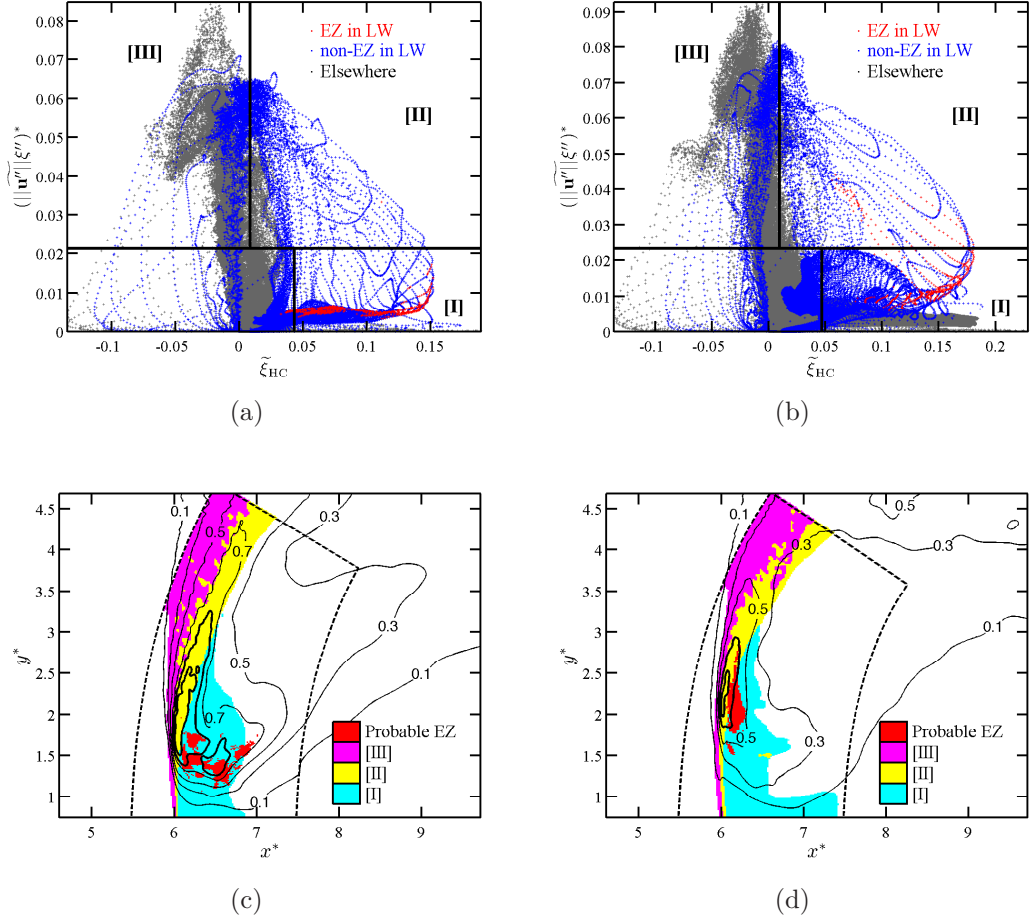 [III]
EZ in LW
non-EZ in LW
Elsewhere
[II]
[I]
0.08
0.07
0.06
0.05
0.04
0.03
0.02
0.01
0
(||u″||ξ″)*
-0.1
-0.05
0
0.05
0.1
0.15
ξ̃HC
(a)
[III]
EZ in LW
non-EZ in LW
Elsewhere
[II]
[I]
0.09
0.08
0.07
0.06
0.05
0.04
0.03
0.02
0.01
0
(||u″||ξ″)*
-0.1
-0.05
0
0.05
0.1
0.15
0.2
ξ̃HC
(b)
4.5
4
3.5
3
2.5
2
1.5
1
y*
0.1
0.5
0.7
0.3
0.3
0.5
0.7
0.1
0.1
Probable EZ
[III]
[II]
[I]
5
6
7
8
9
x*
(c)
4.5
4
3.5
3
2.5
2
1.5
1
y*
0.1
0.5
0.3
0.3
0.5
0.1
0.5
0.3
0.1
Probable EZ
[III]
[II]
[I]
5
6
7
8
9
x*
(d)